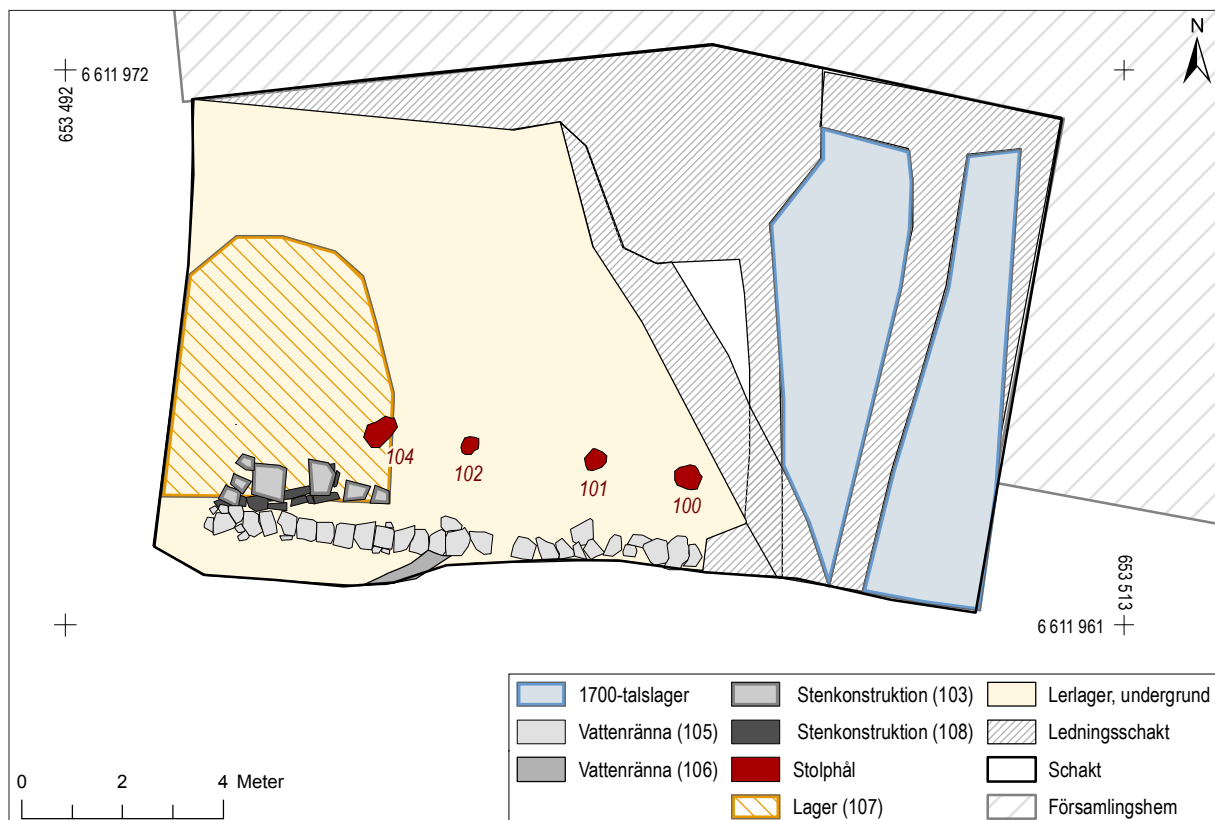 N
6 611 972
653 492
104
102
101
100
653 513
6 611 961
1700-talslager
Vattenränna (105)
Vattenränna (106)
Stenkonstruktion (103)
Stenkonstruktion (108)
Stolphål
Lager (107)
Lerlager, undergrund
Ledningsschakt
Schakt
Församlingshem
0 2 4 Meter